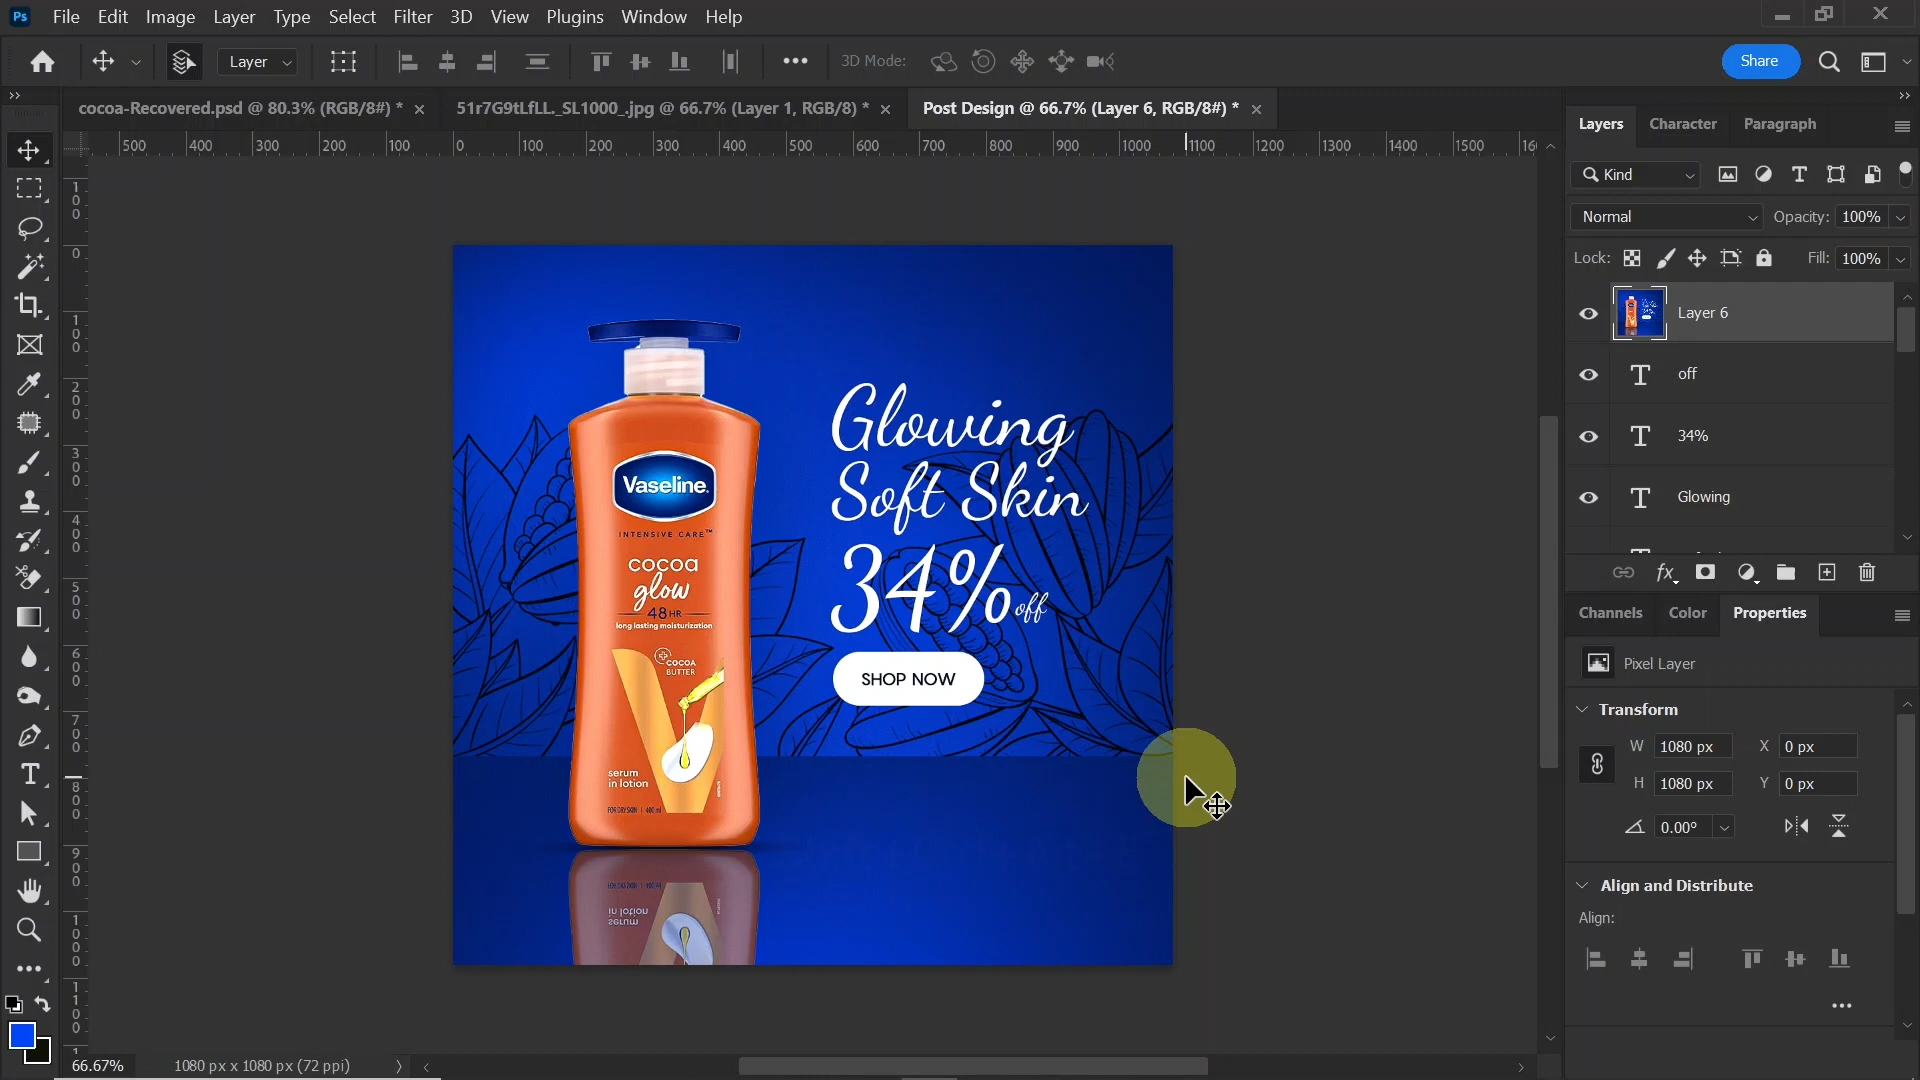 Ps File Edit Image Layer Type Select Filter 3D View Plugins Window Help
Layer 3D Mode: Share
cocoa-Recovered.psd @ 80.3% (RGB/8#) *
51r7G9tLfLL._SL1000_.jpg @ 66.7% (Layer 1, RGB/8) *
Post Design @ 66.7% (Layer 6, RGB/8#) *
500 400 300 200 100 0 100 200 300 400 500 600 700 800 900 1000 1100 1200 1300 1400 1500
100
0
100
200
300
400
500
600
700
800
900
1000
1100
Glowing
Soft Skin
34% off
SHOP NOW
Vaseline.
INTENSIVE CARE™
cocoa
glow
48 HR
long lasting moisturization
COCOA
BUTTER
serum
in lotion
FOR DRY SKIN | 400 ml
in lotion
serum
Layers Character Paragraph
Kind
Normal Opacity: 100%
Lock: Fill: 100%
Layer 6
T off
T 34%
T Glowing
fx
Channels Color Properties
Pixel Layer
Transform
W 1080 px X 0 px
H 1080 px Y 0 px
0.00°
Align and Distribute
Align:
66.67% 1080 px x 1080 px (72 ppi)